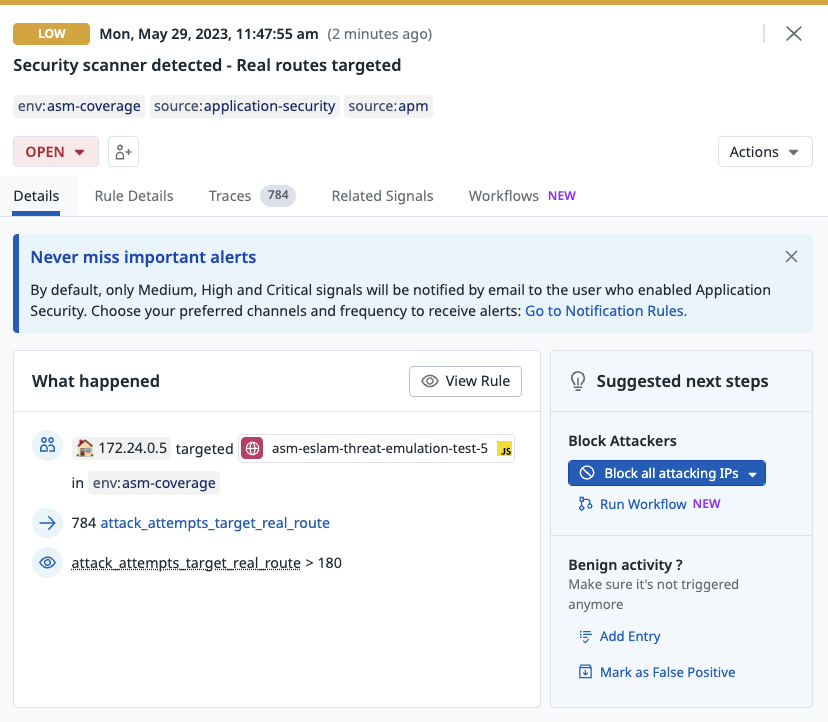 LOW Mon, May 29, 2023, 11:47:55 am (2 minutes ago)
Security scanner detected - Real routes targeted
env:asm-coverage source:application-security source:apm
OPEN
Actions
Details Rule Details Traces 784 Related Signals Workflows NEW
Never miss important alerts
By default, only Medium, High and Critical signals will be notified by email to the user who enabled Application
Security. Choose your preferred channels and frequency to receive alerts: Go to Notification Rules.
What happened
View Rule
172.24.0.5 targeted asm-eslam-threat-emulation-test-5 JS
in env:asm-coverage
784 attack_attempts_target_real_route
attack_attempts_target_real_route > 180
Suggested next steps
Block Attackers
Block all attacking IPs
Run Workflow NEW
Benign activity ?
Make sure it's not triggered
anymore
Add Entry
Mark as False Positive